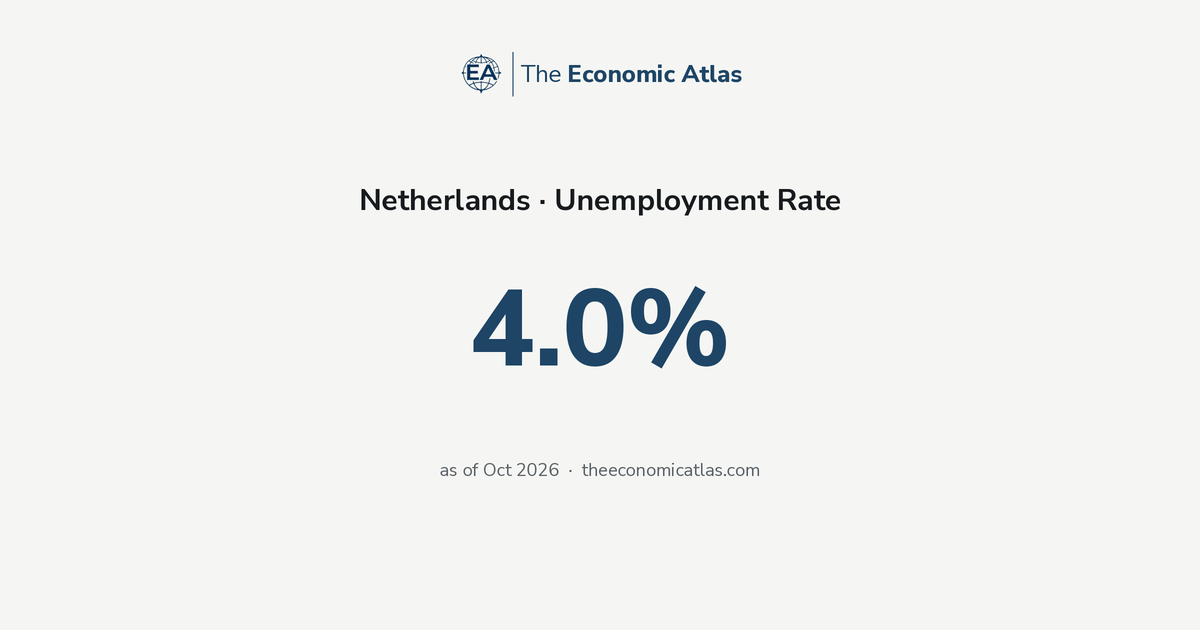 EA The Economic Atlas
Netherlands · Unemployment Rate
4.0%
as of Oct 2026 · theeconomicatlas.com